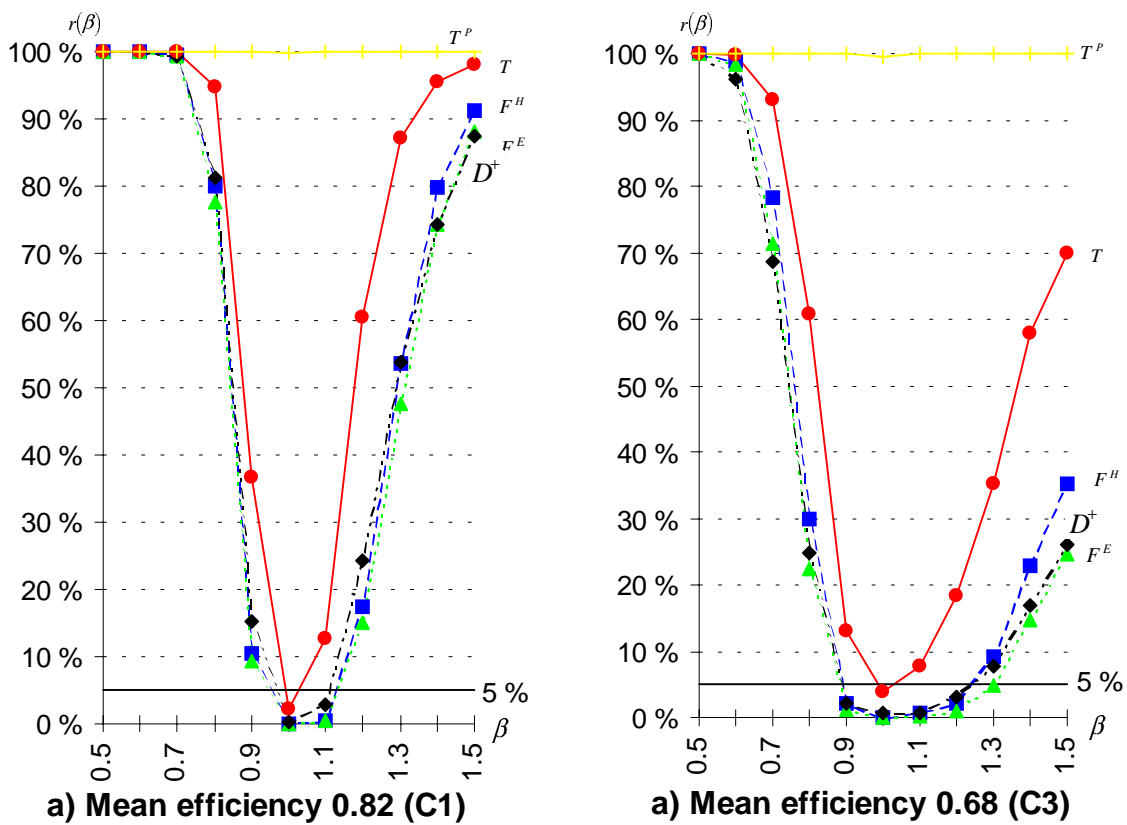 r(β)
100 %
90 %
80 %
70 %
60 %
50 %
40 %
30 %
20 %
10 %
0 %
T^P
T
F^H
F^E
D^+
5 %
β
0.5
0.7
0.9
1.1
1.3
1.5
a) Mean efficiency 0.82 (C1)
r(β)
100 %
90 %
80 %
70 %
60 %
50 %
40 %
30 %
20 %
10 %
0 %
T^P
T
F^H
D^+
F^E
5 %
β
0.5
0.7
0.9
1.1
1.3
1.5
a) Mean efficiency 0.68 (C3)